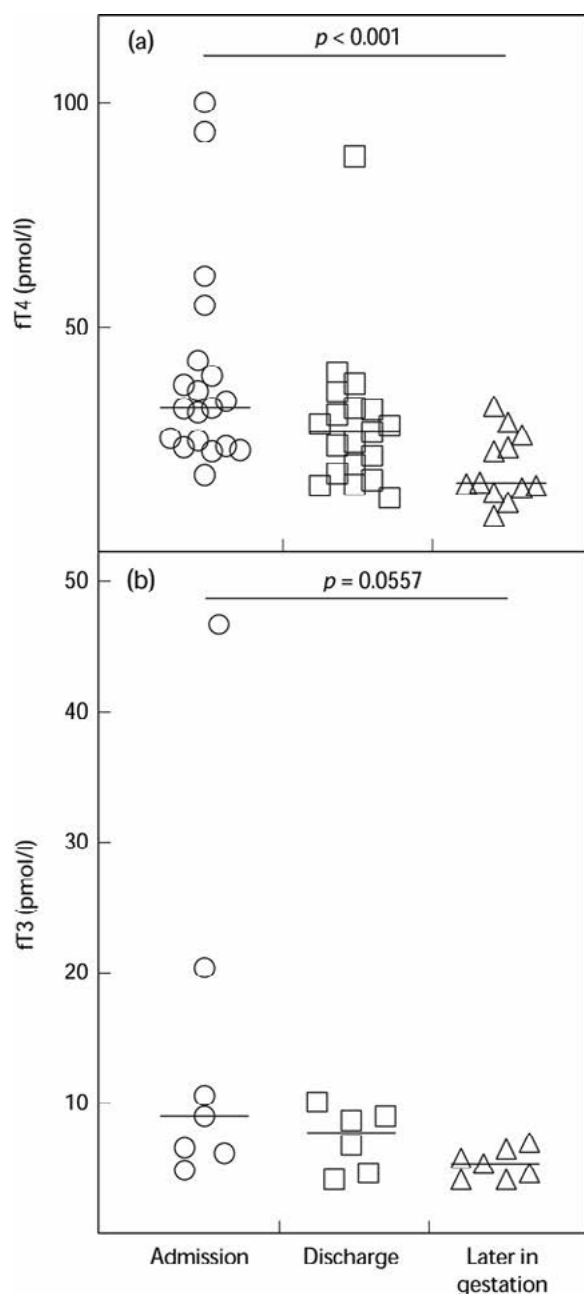 (a)
p < 0.001
100
50
fT4 (pmol/l)
(b)
p = 0.0557
50
40
30
20
10
fT3 (pmol/l)
Admission
Discharge
Later in
gestation